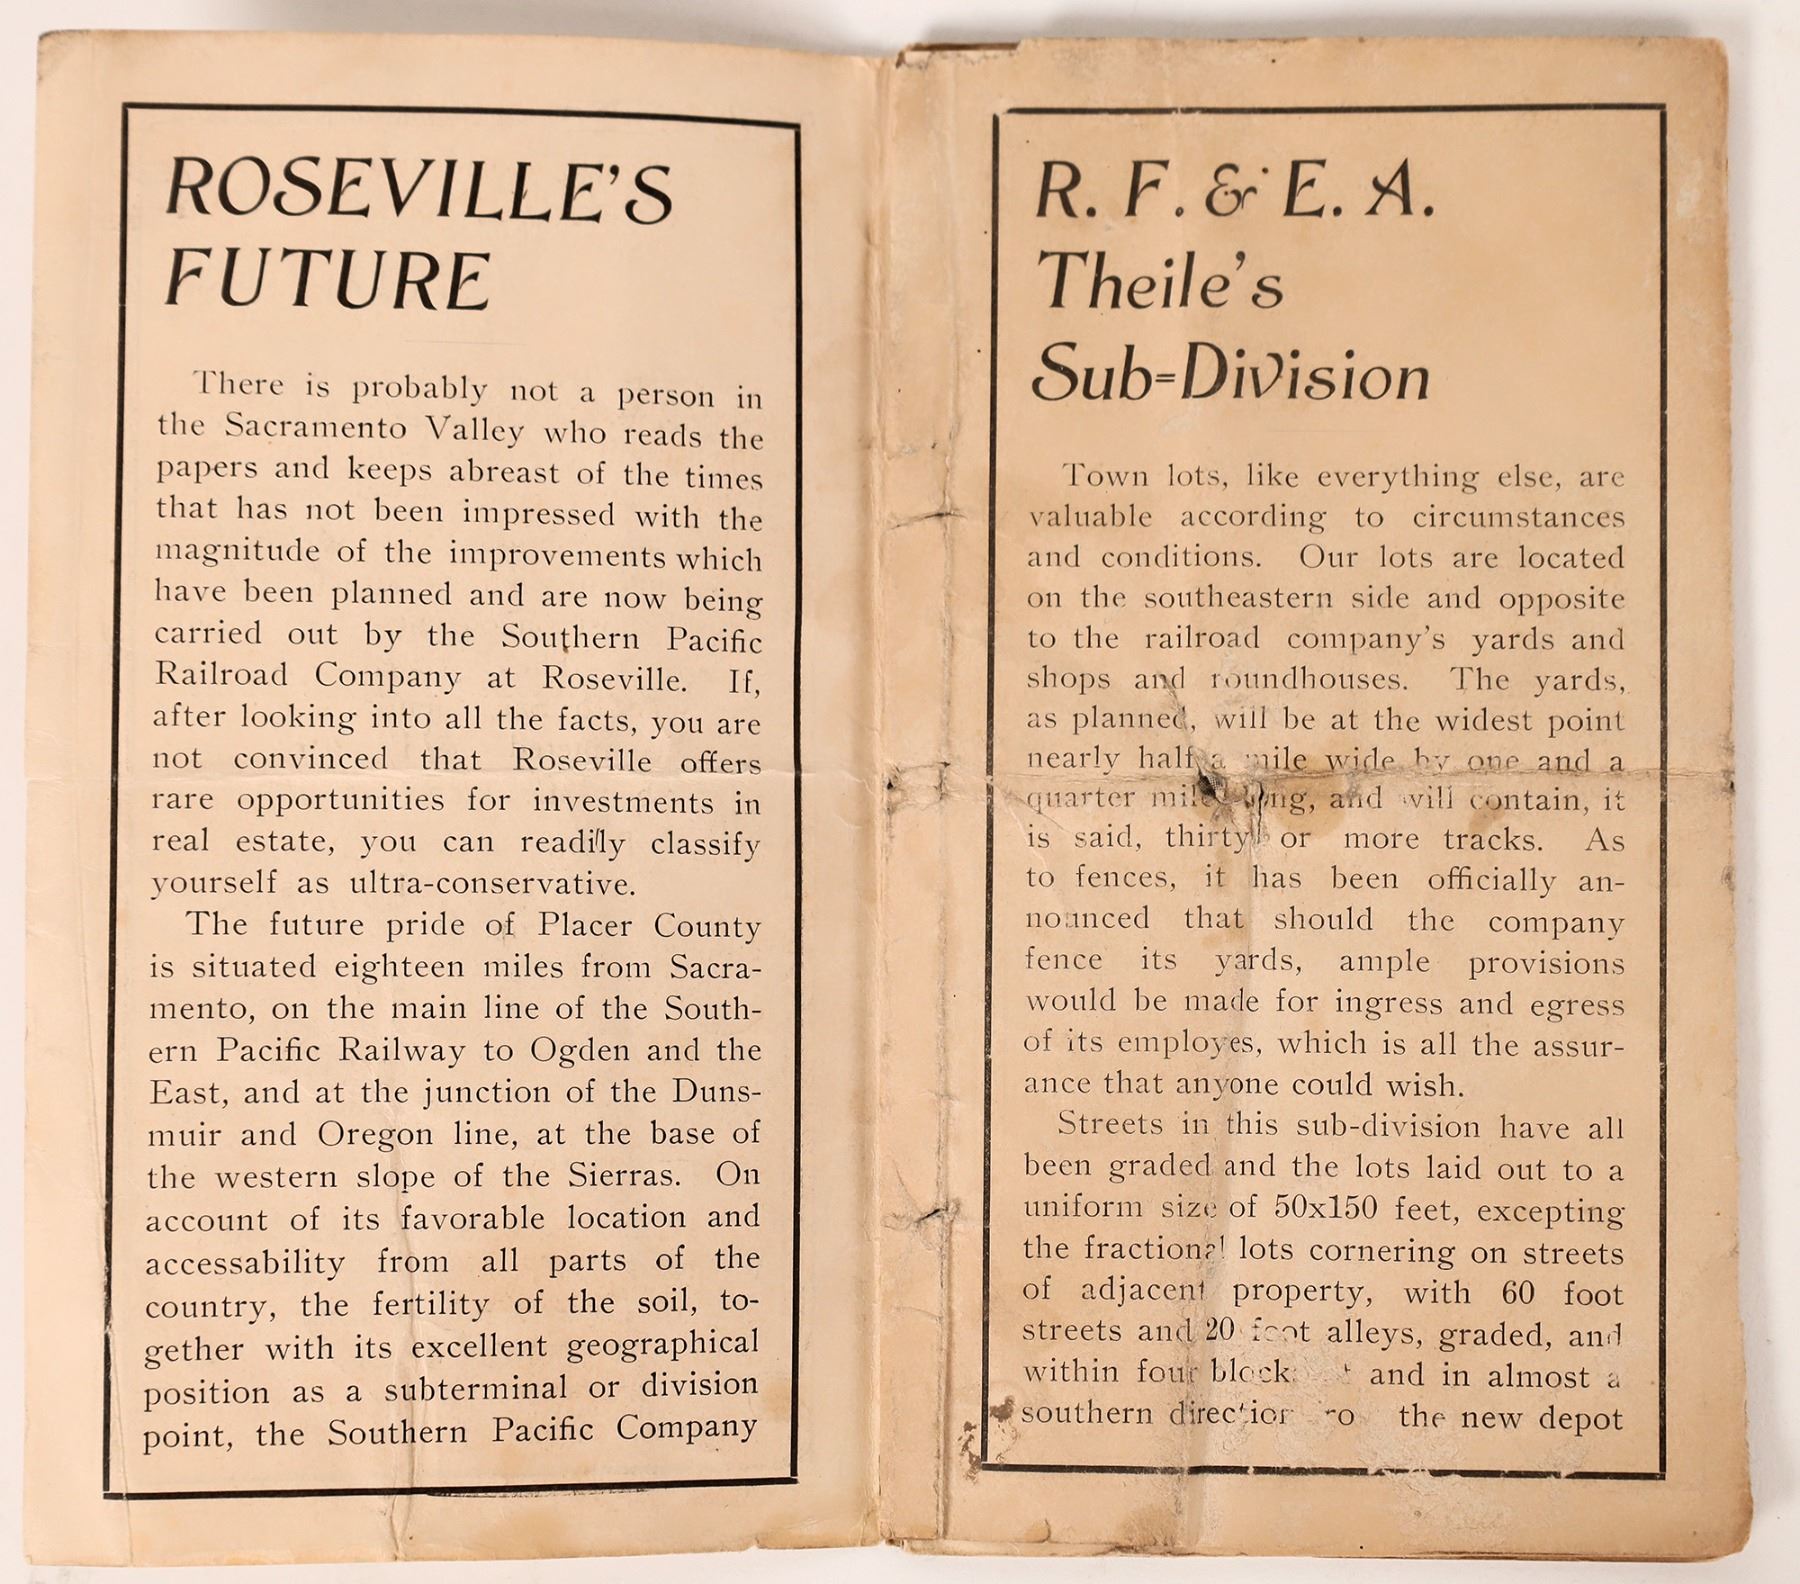 ROSEVILLE'S
FUTURE
There is probably not a person in
the Sacramento Valley who reads the
papers and keeps abreast of the times
that has not been impressed with the
magnitude of the improvements which
have been planned and are now being
carried out by the Southern Pacific
Railroad Company at Roseville. If,
after looking into all the facts, you are
not convinced that Roseville offers
rare opportunities for investments in
real estate, you can readily classify
yourself as ultra-conservative.
The future pride of Placer County
is situated eighteen miles from Sacra-
mento, on the main line of the South-
ern Pacific Railway to Ogden and the
East, and at the junction of the Duns-
muir and Oregon line, at the base of
the western slope of the Sierras. On
account of its favorable location and
accessability from all parts of the
country, the fertility of the soil, to-
gether with its excellent geographical
position as a subterminal or division
point, the Southern Pacific Company
R. F. & E. A.
Theile's
Sub-Division
Town lots, like everything else, are
valuable according to circumstances
and conditions. Our lots are located
on the southeastern side and opposite
to the railroad company's yards and
shops and roundhouses. The yards,
as planned, will be at the widest point
nearly half a mile wide by one and a
quarter miles long, and will contain, it
is said, thirty or more tracks. As
to fences, it has been officially an-
nounced that should the company
fence its yards, ample provisions
would be made for ingress and egress
of its employes, which is all the assur-
ance that anyone could wish.
Streets in this sub-division have all
been graded and the lots laid out to a
uniform size of 50x150 feet, excepting
the fractional lots cornering on streets
of adjacent property, with 60 foot
streets and 20 foot alleys, graded, and
within four and in almost a
southern direction the new depot